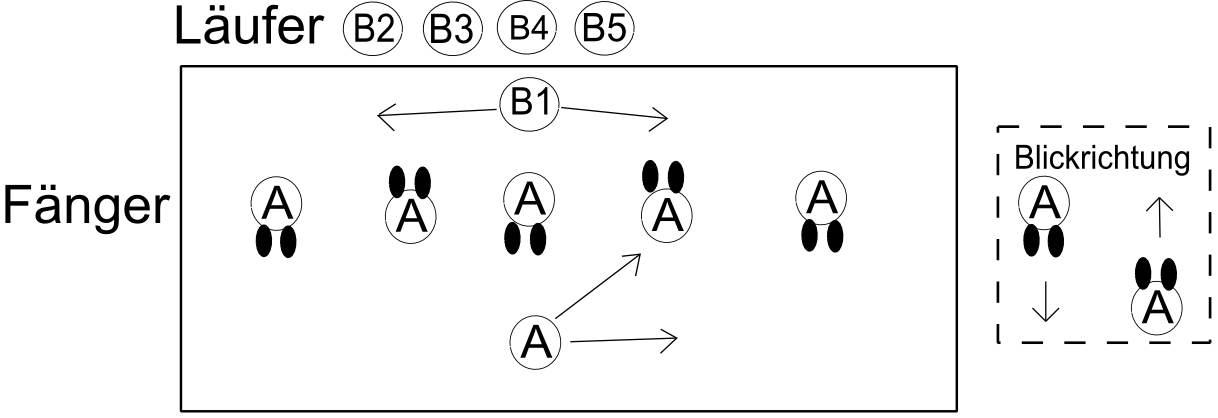 Läufer B2 B3 B4 B5
B1
Blickrichtung
Fänger A A A A A
A A
A